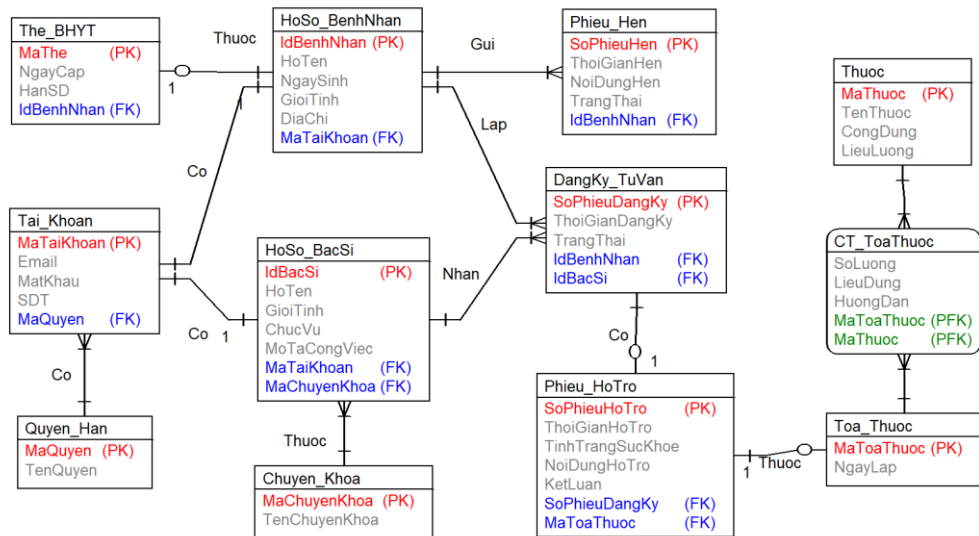 The_BHYT
MaThe (PK)
NgayCap
HanSD
IdBenhNhan (FK)
1
Thuoc
HoSo_BenhNhan
IdBenhNhan (PK)
HoTen
NgaySinh
GioiTinh
DiaChi
MaTaiKhoan (FK)
1
Gui
Lap
Phieu_Hen
SoPhieuHen (PK)
ThoiGianHen
NoiDungHen
TrangThai
IdBenhNhan (FK)
Thuoc
MaThuoc (PK)
TenThuoc
CongDung
LieuLuong
Co
Tai_Khoan
MaTaiKhoan (PK)
Email
MatKhau
SDT
MaQuyen (FK)
Co
1
HoSo_BacSi
IdBacSi (PK)
HoTen
GioiTinh
ChucVu
MoTaCongViec
MaTaiKhoan (FK)
MaChuyenKhoa (FK)
Nhan
DangKy_TuVan
SoPhieuDangKy (PK)
ThoiGianDangKy
TrangThai
IdBenhNhan (FK)
IdBacSi (FK)
CT_ToaThuoc
SoLuong
LieuDung
HuongDan
MaToaThuoc (PFK)
MaThuoc (PFK)
Co
1
Co
Quyen_Han
MaQuyen (PK)
TenQuyen
Thuoc
Chuyen_Khoa
MaChuyenKhoa (PK)
TenChuyenKhoa
Phieu_HoTro
SoPhieuHoTro (PK)
ThoiGianHoTro
TinhTrangSucKhoe
NoiDungHoTro
KetLuan
SoPhieuDangKy (FK)
MaToaThuoc (FK)
1
Thuoc
Toa_Thuoc
MaToaThuoc (PK)
NgayLap